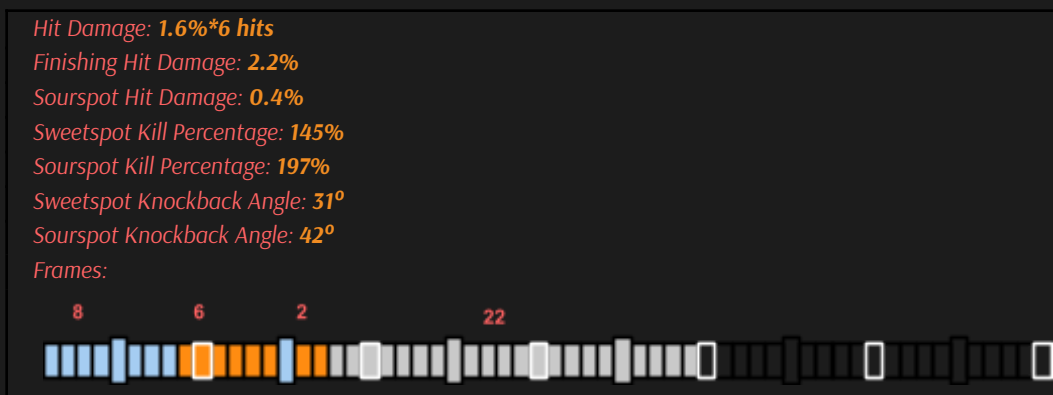 Hit Damage: 1.6%*6 hits
Finishing Hit Damage: 2.2%
Sourspot Hit Damage: 0.4%
Sweetspot Kill Percentage: 145%
Sourspot Kill Percentage: 197%
Sweetspot Knockback Angle: 31º
Sourspot Knockback Angle: 42º
Frames:
8 6 2 22